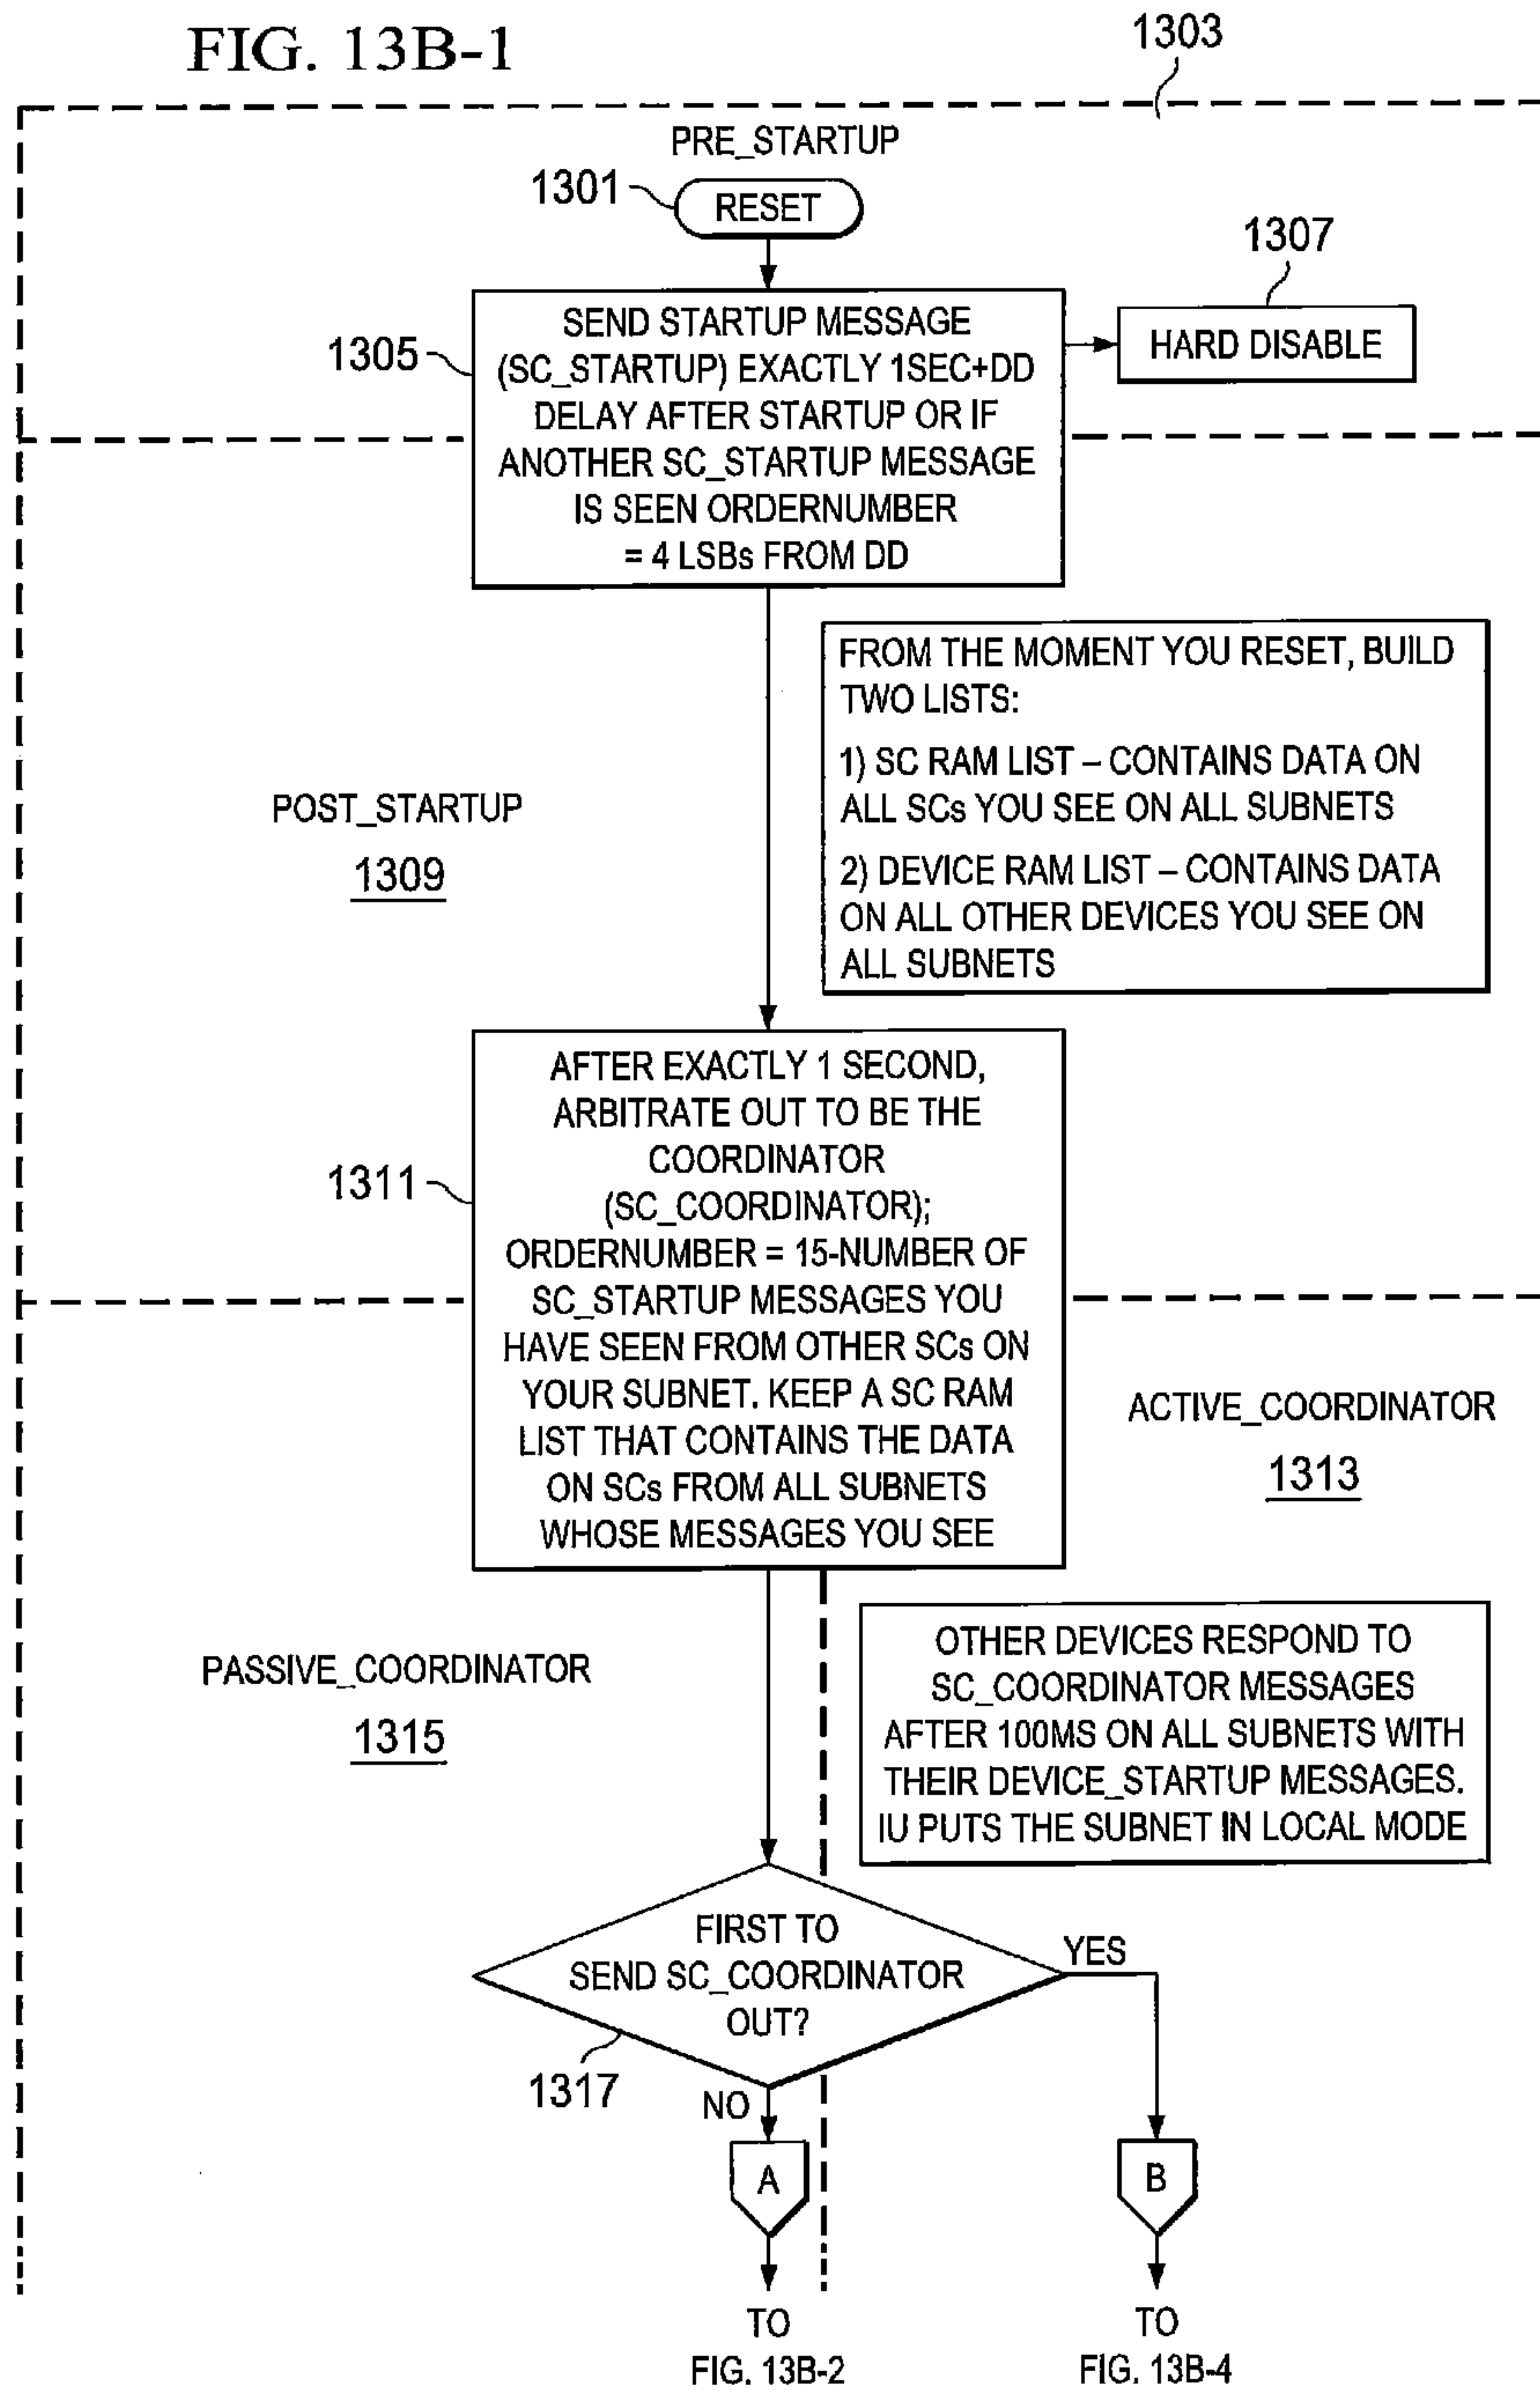 FIG. 13B-1
1303
PRE_STARTUP
1301
RESET
1307
HARD DISABLE
1305
SEND STARTUP MESSAGE
(SC_STARTUP) EXACTLY 1SEC+DD
DELAY AFTER STARTUP OR IF
ANOTHER SC_STARTUP MESSAGE
IS SEEN ORDERNUMBER
= 4 LSBs FROM DD
FROM THE MOMENT YOU RESET, BUILD
TWO LISTS:
1) SC RAM LIST – CONTAINS DATA ON
ALL SCs YOU SEE ON ALL SUBNETS
2) DEVICE RAM LIST – CONTAINS DATA
ON ALL OTHER DEVICES YOU SEE ON
ALL SUBNETS
POST_STARTUP
1309
1311
AFTER EXACTLY 1 SECOND,
ARBITRATE OUT TO BE THE
COORDINATOR
(SC_COORDINATOR);
ORDERNUMBER = 15-NUMBER OF
SC_STARTUP MESSAGES YOU
HAVE SEEN FROM OTHER SCs ON
YOUR SUBNET. KEEP A SC RAM
LIST THAT CONTAINS THE DATA
ON SCs FROM ALL SUBNETS
WHOSE MESSAGES YOU SEE
ACTIVE_COORDINATOR
1313
PASSIVE_COORDINATOR
1315
OTHER DEVICES RESPOND TO
SC_COORDINATOR MESSAGES
AFTER 100MS ON ALL SUBNETS WITH
THEIR DEVICE_STARTUP MESSAGES.
IU PUTS THE SUBNET IN LOCAL MODE
FIRST TO
SEND SC_COORDINATOR
OUT?
YES
1317
NO
A
B
TO
FIG. 13B-2
TO
FIG. 13B-4